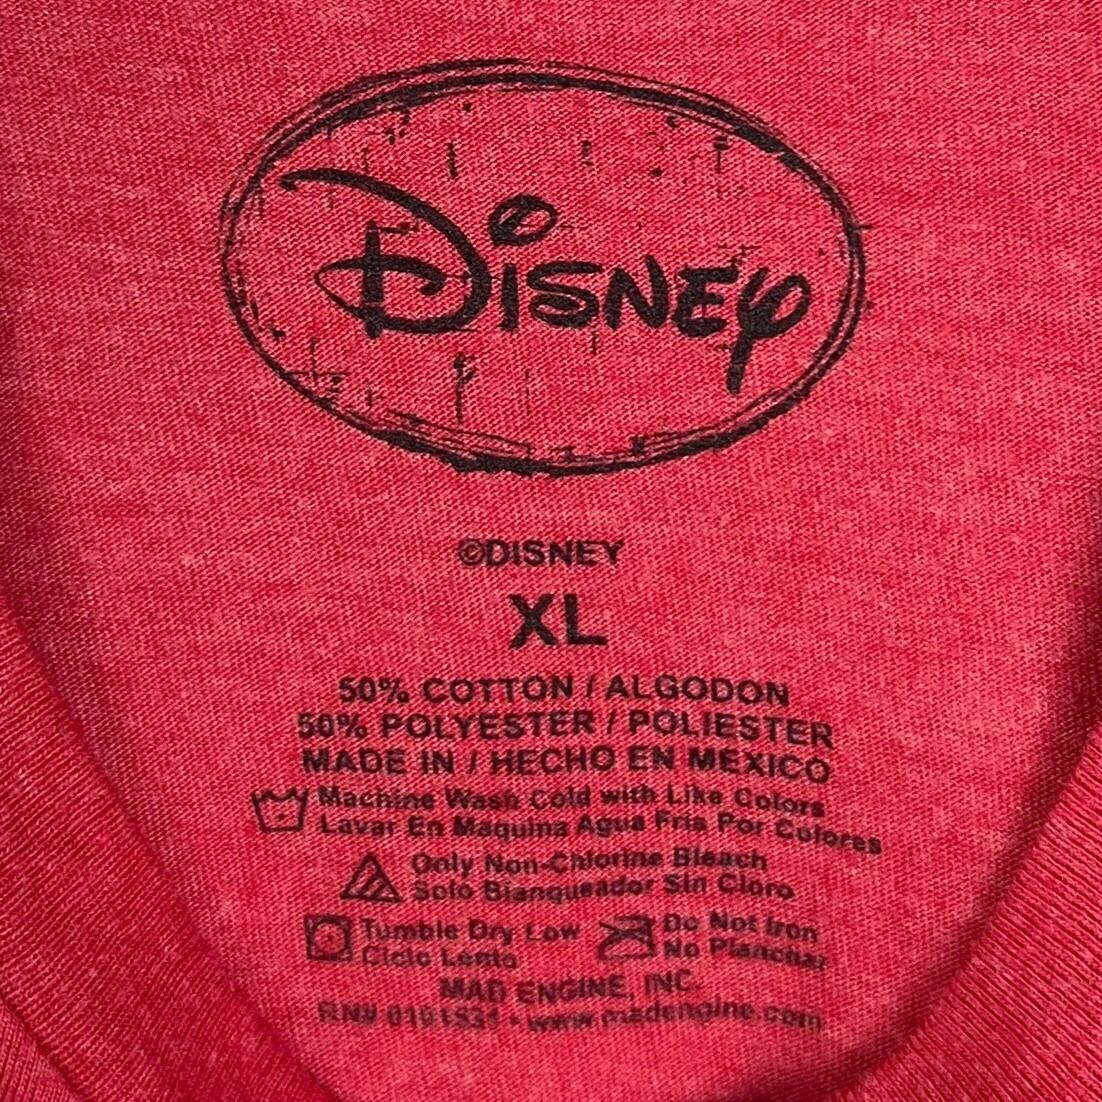 Disney
©DISNEY
XL
50% COTTON / ALGODON
50% POLYESTER / POLIESTER
MADE IN / HECHO EN MEXICO
Machine Wash Cold with Like Colors
Lavar En Maquina Agua Fria Por Colores
Only Non-Chlorine Bleach
Solo Blanqueador Sin Cloro
Tumble Dry Low
Ciclo Lento
Do Not Iron
No Planchar
MAD ENGINE, INC.
RN# 0101531 • www.madengine.com